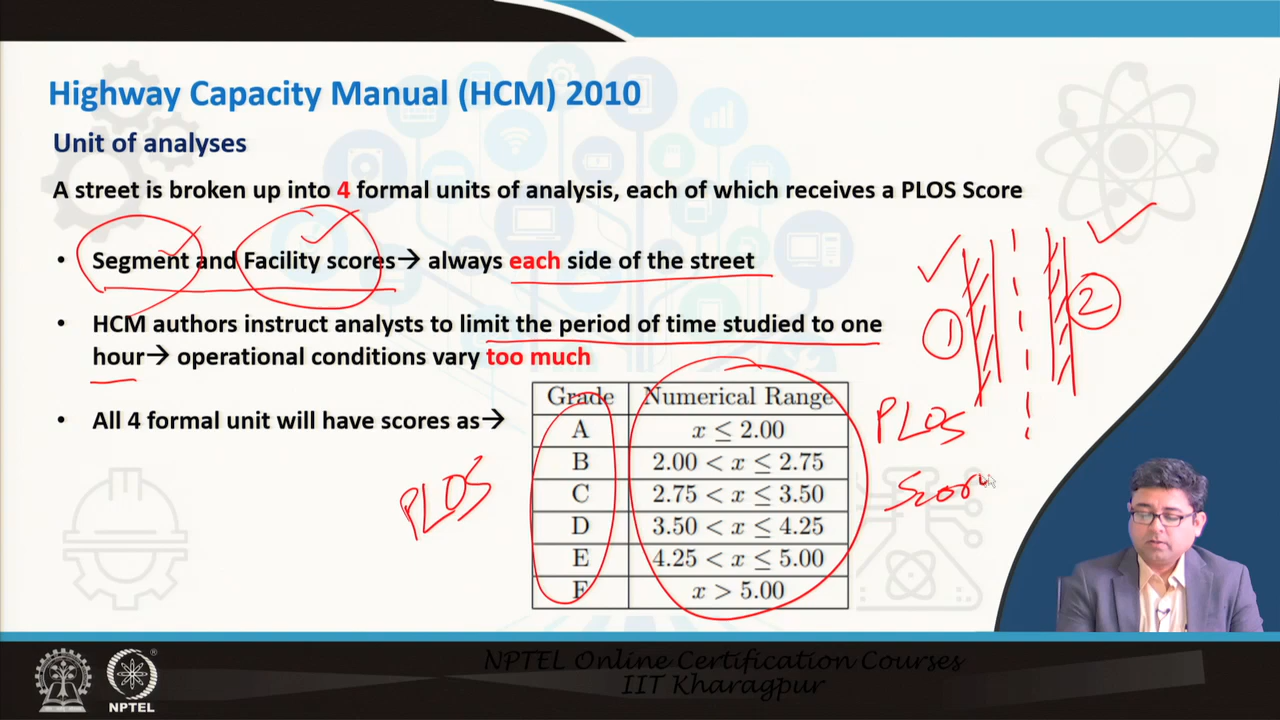 Highway Capacity Manual (HCM) 2010
Unit of analyses
A street is broken up into 4 formal units of analysis, each of which receives a PLOS Score
• Segment and Facility scores→ always each side of the street
• HCM authors instruct analysts to limit the period of time studied to one
hour→ operational conditions vary too much
• All 4 formal unit will have scores as→
Grade Numerical Range
A x ≤ 2.00
B 2.00 < x ≤ 2.75
C 2.75 < x ≤ 3.50
D 3.50 < x ≤ 4.25
E 4.25 < x ≤ 5.00
F x > 5.00
PLOS
1
2
PLOS
Score
NPTEL Online Certification Courses
IIT Kharagpur
NPTEL